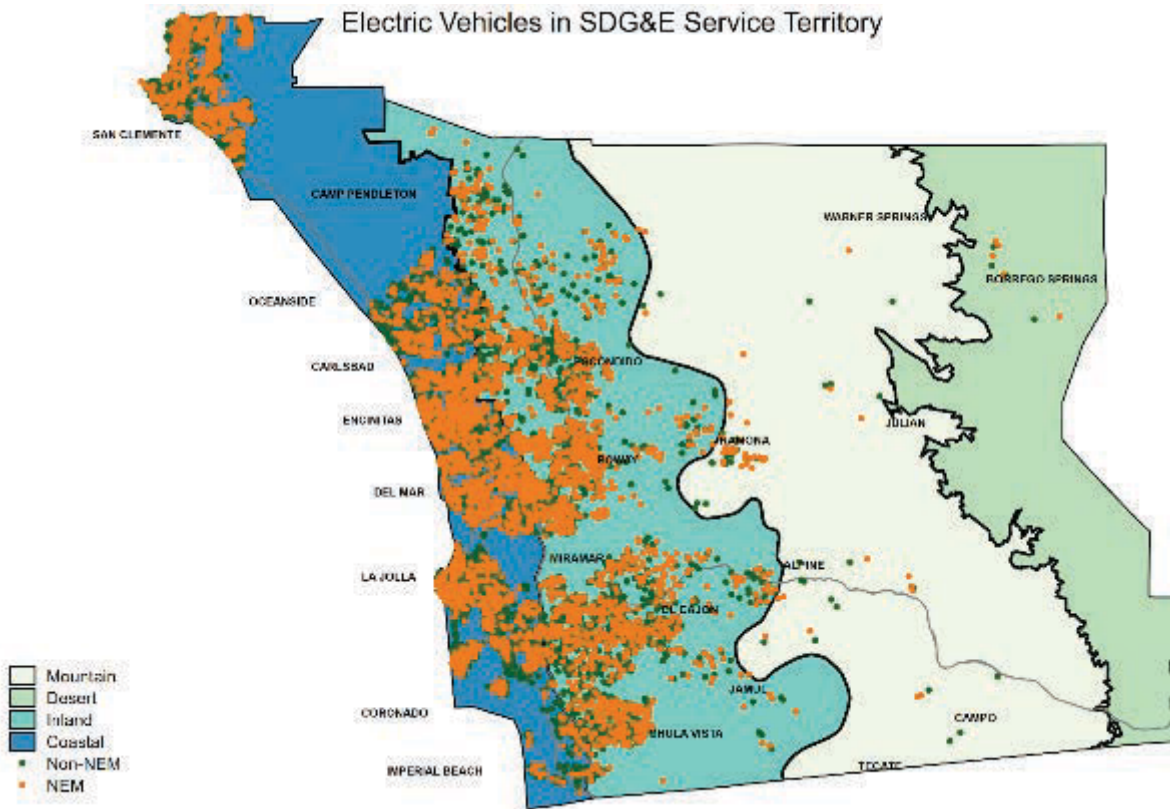 Electric Vehicles in SDG&E Service Territory
SAN CLEMENTE
CAMP PENDLETON
WARNER SPRINGS
BORREGO SPRINGS
OCEANSIDE
ESCONDIDO
CARLSBAD
ENCINITAS
JULIAN
RAMONA
POWAY
DEL MAR
MIRAMAR
ALPINE
LA JOLLA
EL CAJON
JAMUL
CORONADO
CAMPO
CHULA VISTA
TECATE
IMPERIAL BEACH
Mountain
Desert
Inland
Coastal
Non-NEM
NEM